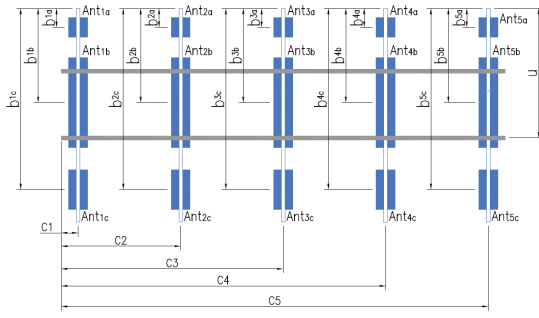 b1a Ant1a b2a Ant2a b3a Ant3a b4a Ant4a b5a Ant5a
b1b Ant1b b2b Ant2b b3b Ant3b b4b Ant4b b5b Ant5b
b1c b2c b3c b4c b5c u
Ant1c Ant2c Ant3c Ant4c Ant5c
C1
C2
C3
C4
C5